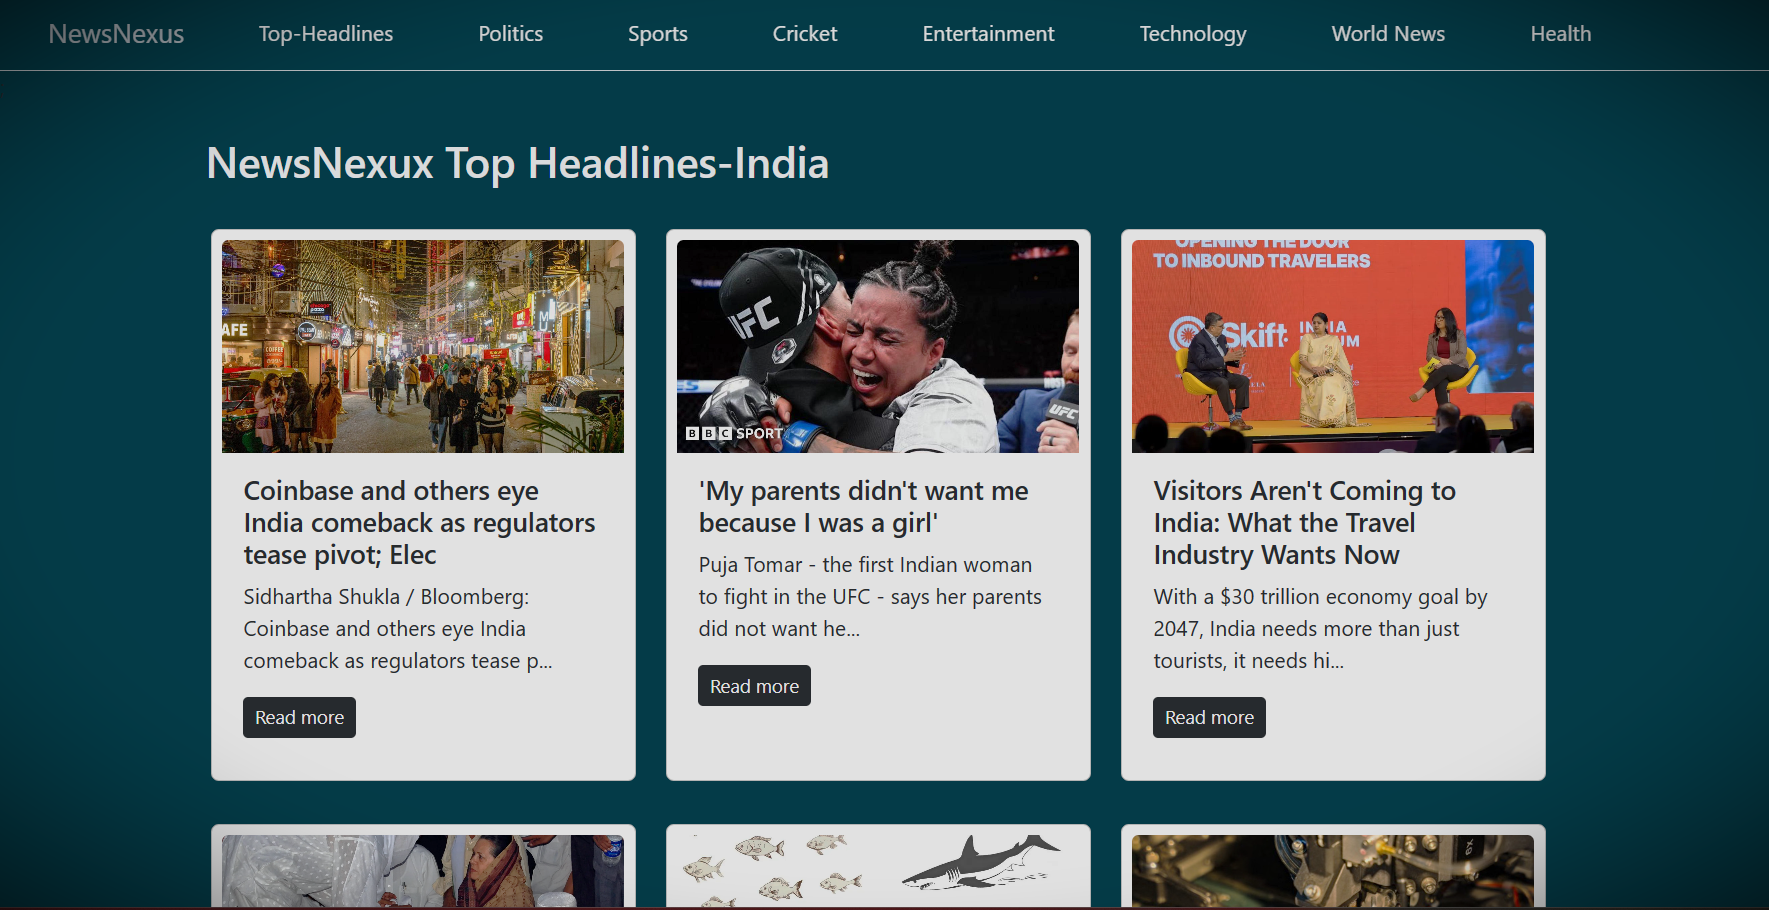 NewsNexus Top-Headlines Politics Sports Cricket Entertainment Technology World News Health
NewsNexux Top Headlines-India
AFE
COFFEE
UFC
BBC SPORT
UFC
OPENING THE DOOR
TO INBOUND TRAVELERS
Skift
INDIA
Coinbase and others eye
India comeback as regulators
tease pivot; Elec
Sidhartha Shukla / Bloomberg:
Coinbase and others eye India
comeback as regulators tease p...
Read more
'My parents didn't want me
because I was a girl'
Puja Tomar - the first Indian woman
to fight in the UFC - says her parents
did not want he...
Read more
Visitors Aren't Coming to
India: What the Travel
Industry Wants Now
With a $30 trillion economy goal by
2047, India needs more than just
tourists, it needs hi...
Read more